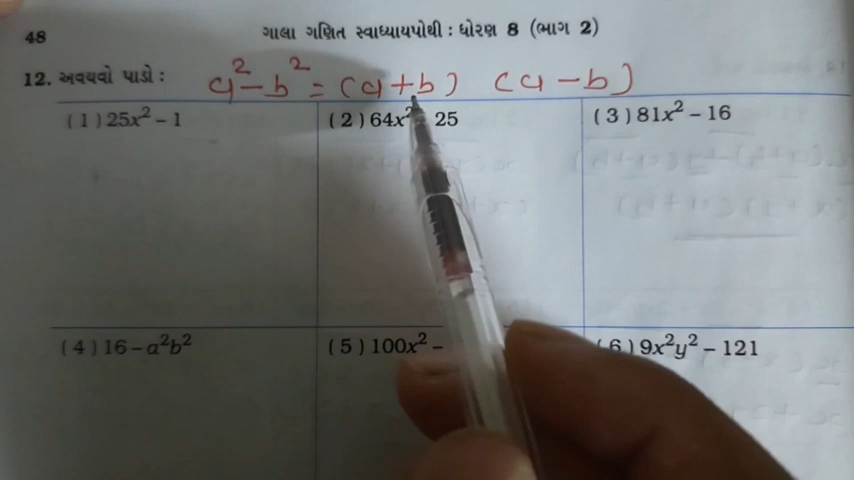 48 ગાલા ગણિત સ્વાધ્યાયપોથી : ધોરણ 8 (ભાગ 2)
12. અવયવો પાડો : a² - b² = (a + b) (a - b)
(1) 25x² - 1 (2) 64x² 25 (3) 81x² - 16
(4) 16 - a²b² (5) 100x² - (6) 9x²y² - 121